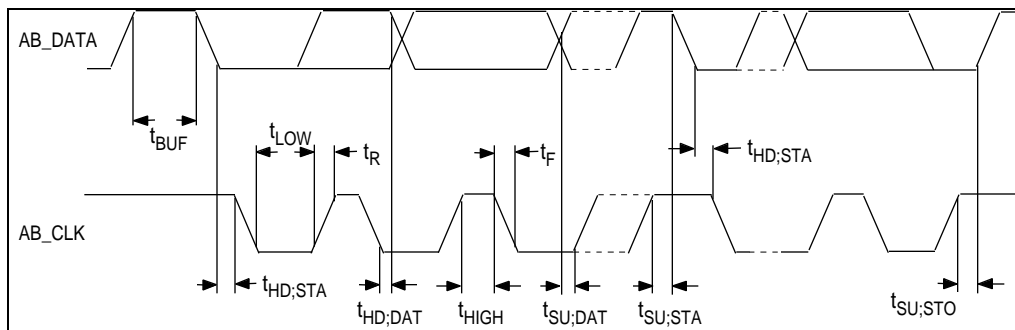 AB_DATA
tBUF
tLOW
tR
tF
tHD;STA
AB_CLK
tHD;STA
tHD;DAT
tHIGH
tSU;DAT
tSU;STA
tSU;STO